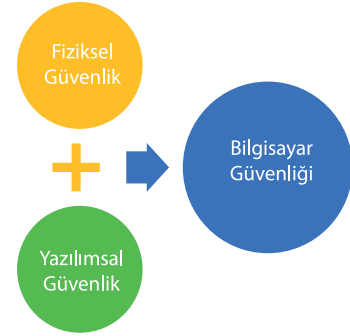 Fiziksel
Güvenlik
Yazılımsal
Güvenlik
Bilgisayar
Güvenliği